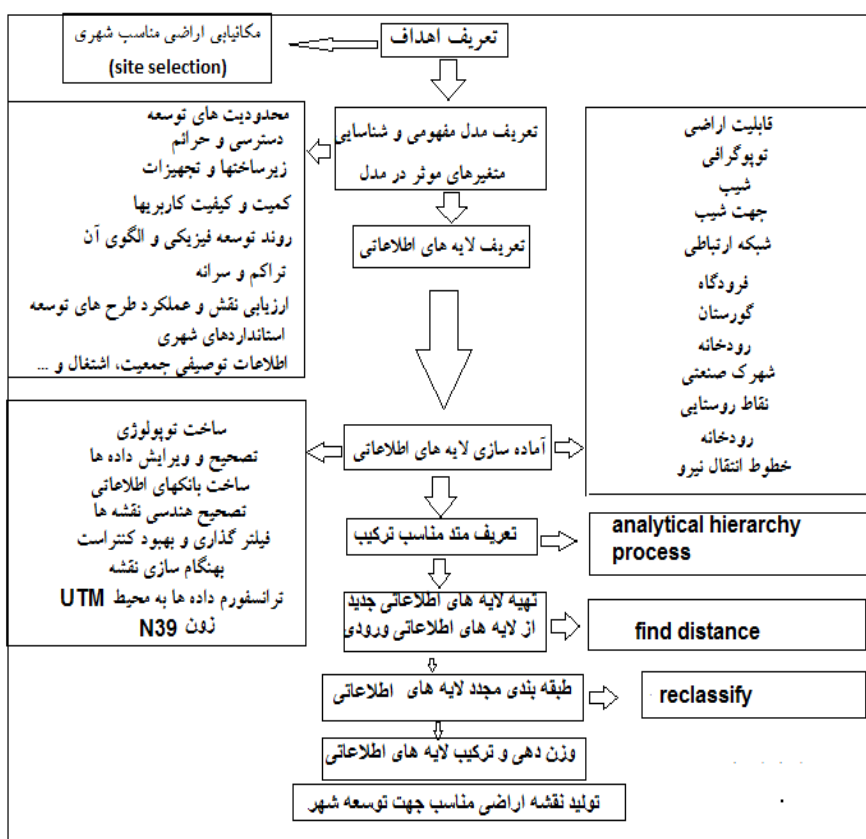 تعریف اهداف
مکانیابی اراضی مناسب شهری
(site selection)
تعریف مدل مفهومی و شناسایی
متغیرهای موثر در مدل
محدودیت های توسعه
دسترسی و حرائم
زیرساختها و تجهیزات
کمیت و کیفیت کاربریها
روند توسعه فیزیکی و الگوی آن
تراکم و سرانه
ارزیابی نقش و عملکرد طرح های توسعه
استانداردهای شهری
اطلاعات توصیفی جمعیت، اشتغال و ...
تعریف لایه های اطلاعاتی
قابلیت اراضی
توپوگرافی
شیب
جهت شیب
شبکه ارتباطی
فرودگاه
گورستان
رودخانه
شهرک صنعتی
نقاط روستایی
رودخانه
خطوط انتقال نیرو
آماده سازی لایه های اطلاعاتی
ساخت توپولوژی
تصحیح و ویرایش داده ها
ساخت بانکهای اطلاعاتی
تصحیح هندسی نقشه ها
فیلتر گذاری و بهبود کنتراست
بهنگام سازی نقشه
ترانسفورم داده ها به محیط UTM
زون N39
تعریف متد مناسب ترکیب
analytical hierarchy
process
تهیه لایه های اطلاعاتی جدید
از لایه های اطلاعاتی ورودی
find distance
طبقه بندی مجدد لایه های اطلاعاتی
reclassify
وزن دهی و ترکیب لایه های اطلاعاتی
تولید نقشه اراضی مناسب جهت توسعه شهر